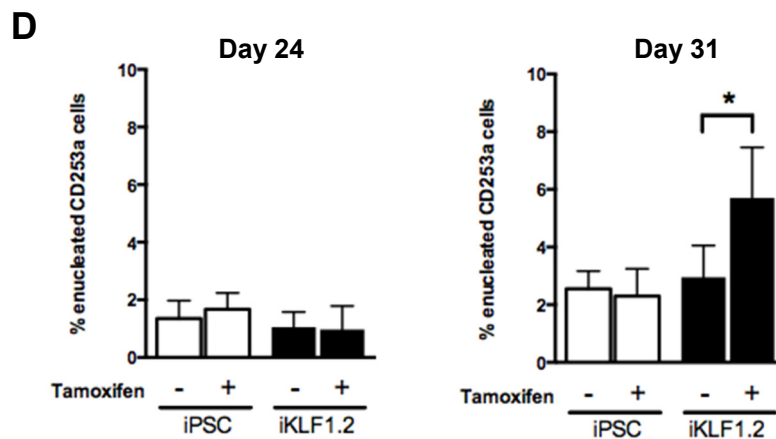 D
Day 24
% enucleated CD253a cells
10
8
6
4
2
0
Tamoxifen - + - +
iPSC iKLF1.2
Day 31
% enucleated CD253a cells
10
8
6
4
2
0
*
Tamoxifen - + - +
iPSC iKLF1.2